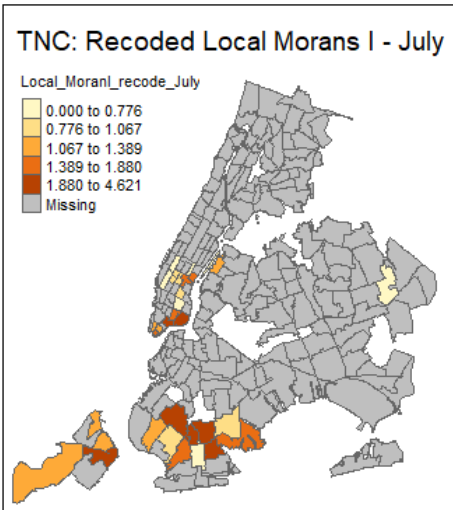 TNC: Recoded Local Morans I - July
Local_MoranI_recode_July
0.000 to 0.776
0.776 to 1.067
1.067 to 1.389
1.389 to 1.880
1.880 to 4.621
Missing